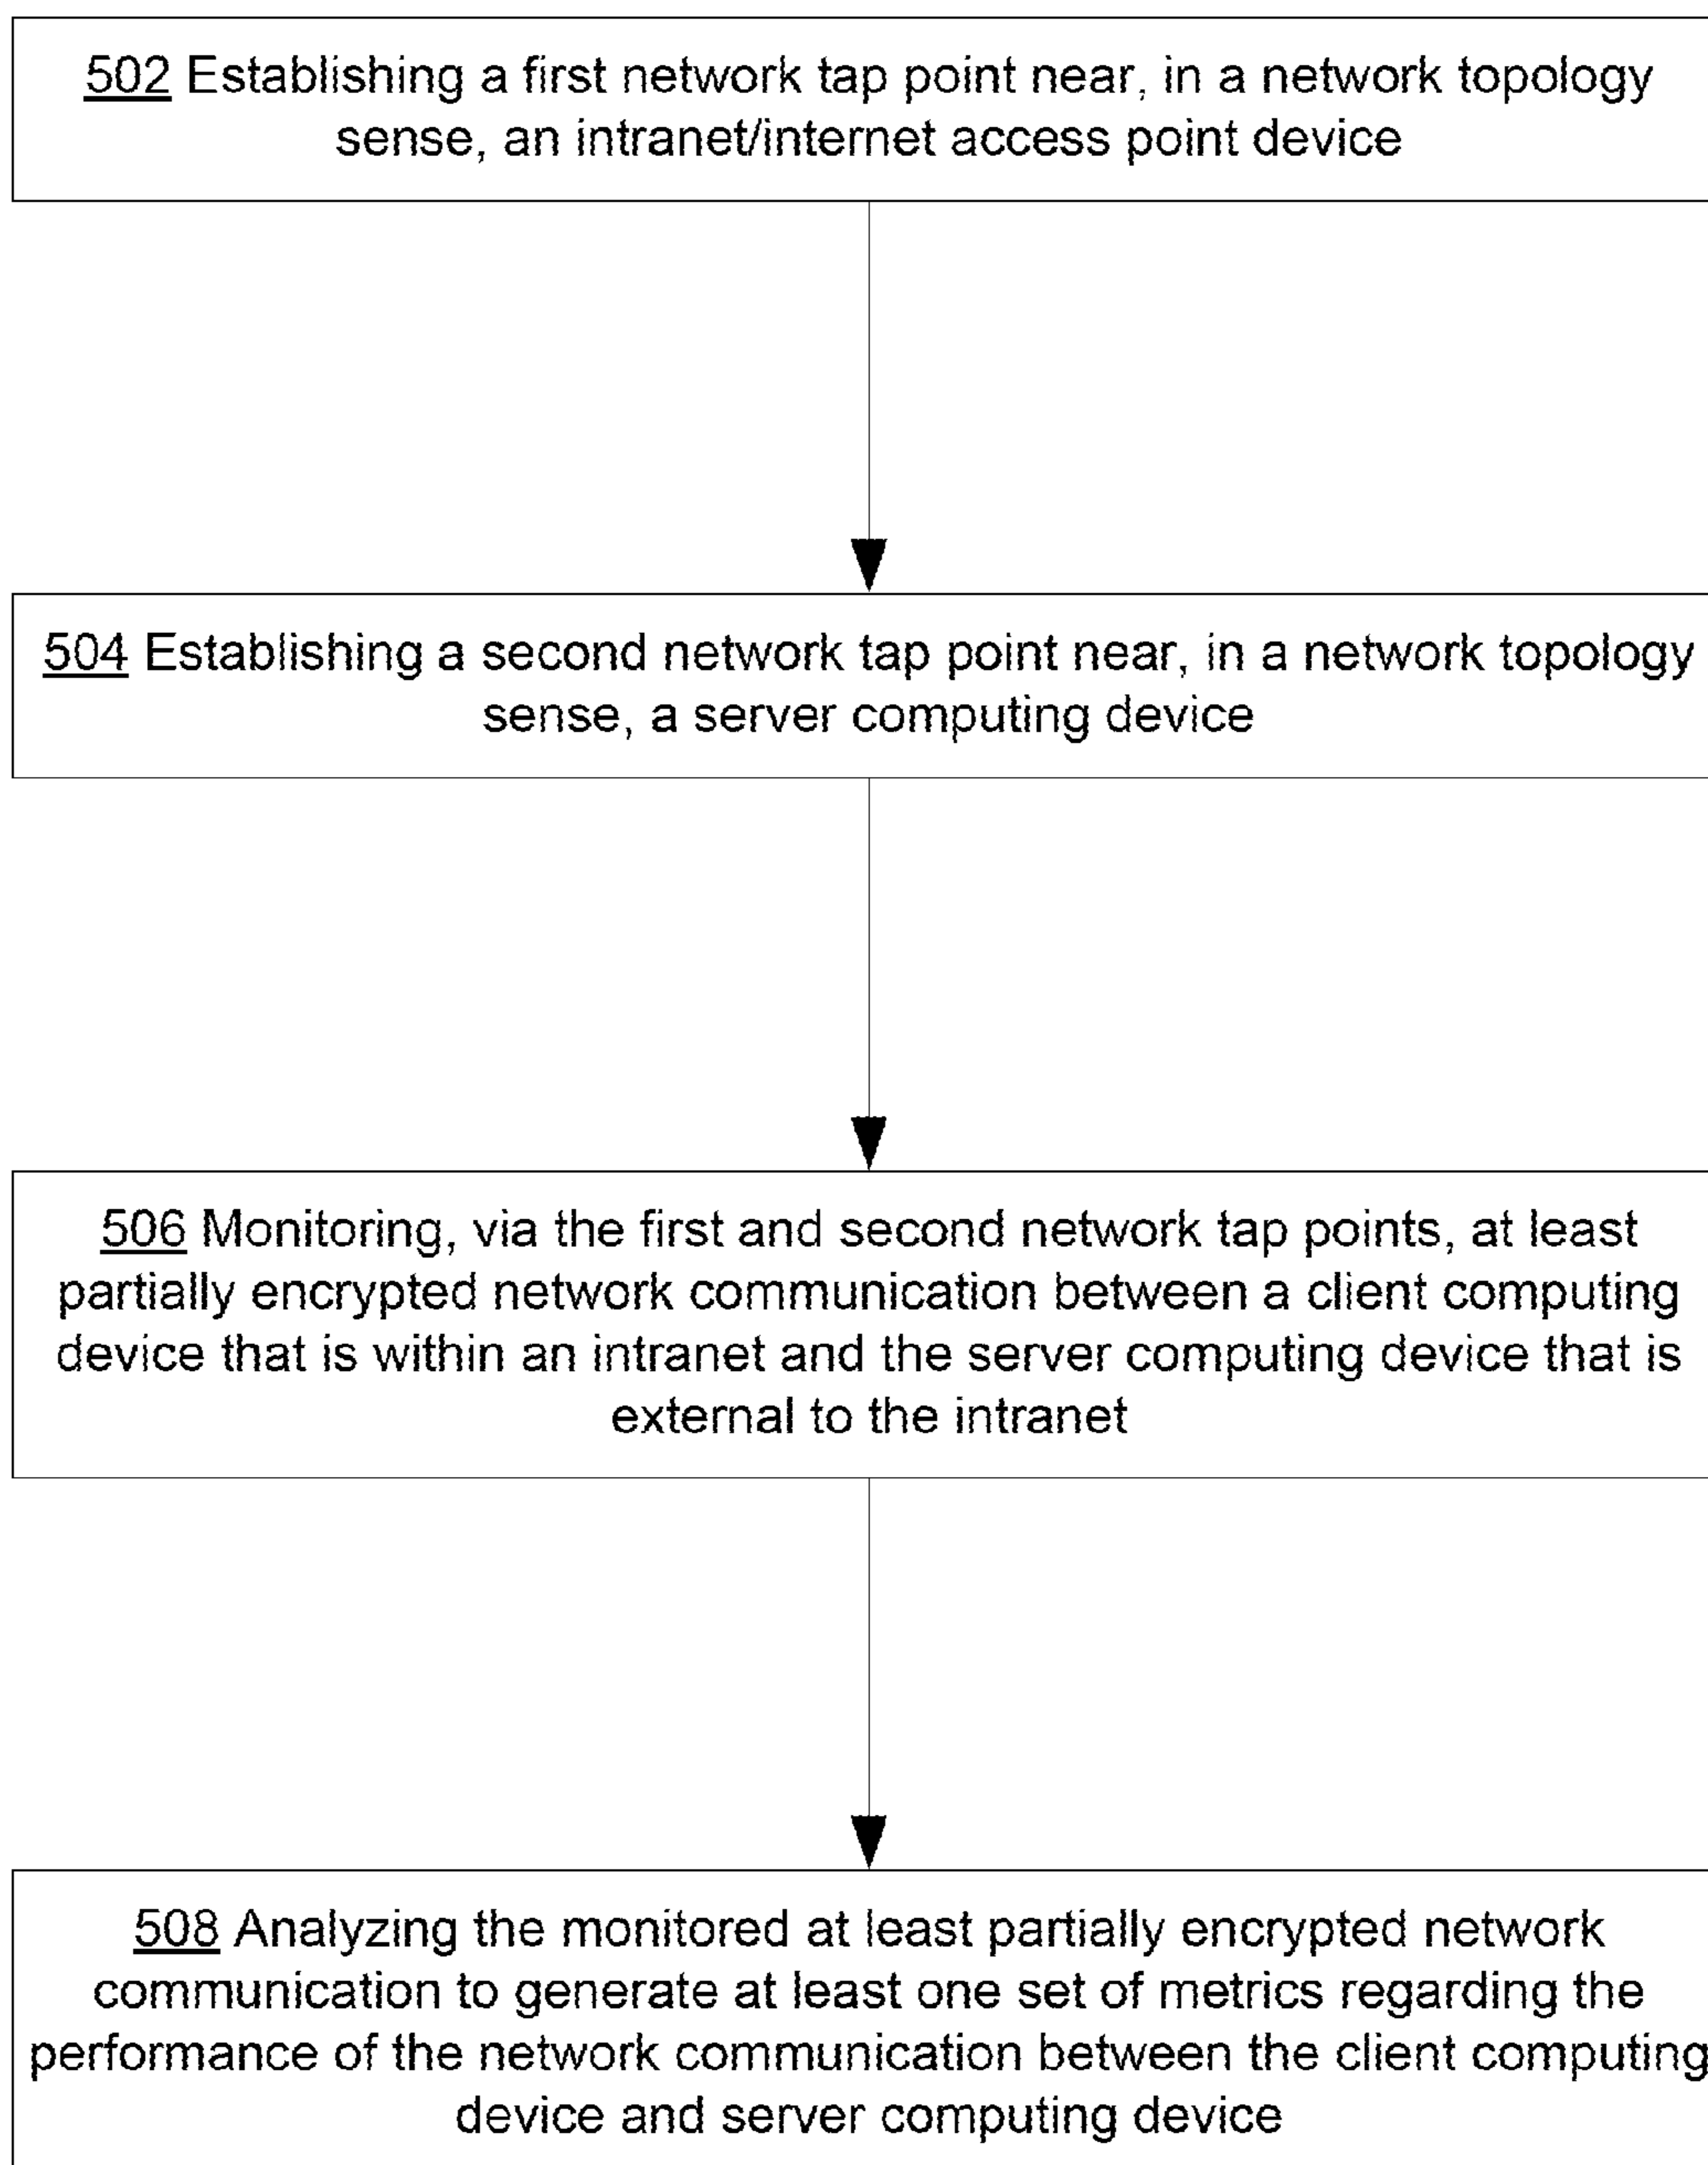 502 Establishing a first network tap point near, in a network topology
sense, an intranet/internet access point device
504 Establishing a second network tap point near, in a network topology
sense, a server computing device
506 Monitoring, via the first and second network tap points, at least
partially encrypted network communication between a client computing
device that is within an intranet and the server computing device that is
external to the intranet
508 Analyzing the monitored at least partially encrypted network
communication to generate at least one set of metrics regarding the
performance of the network communication between the client computing
device and server computing device